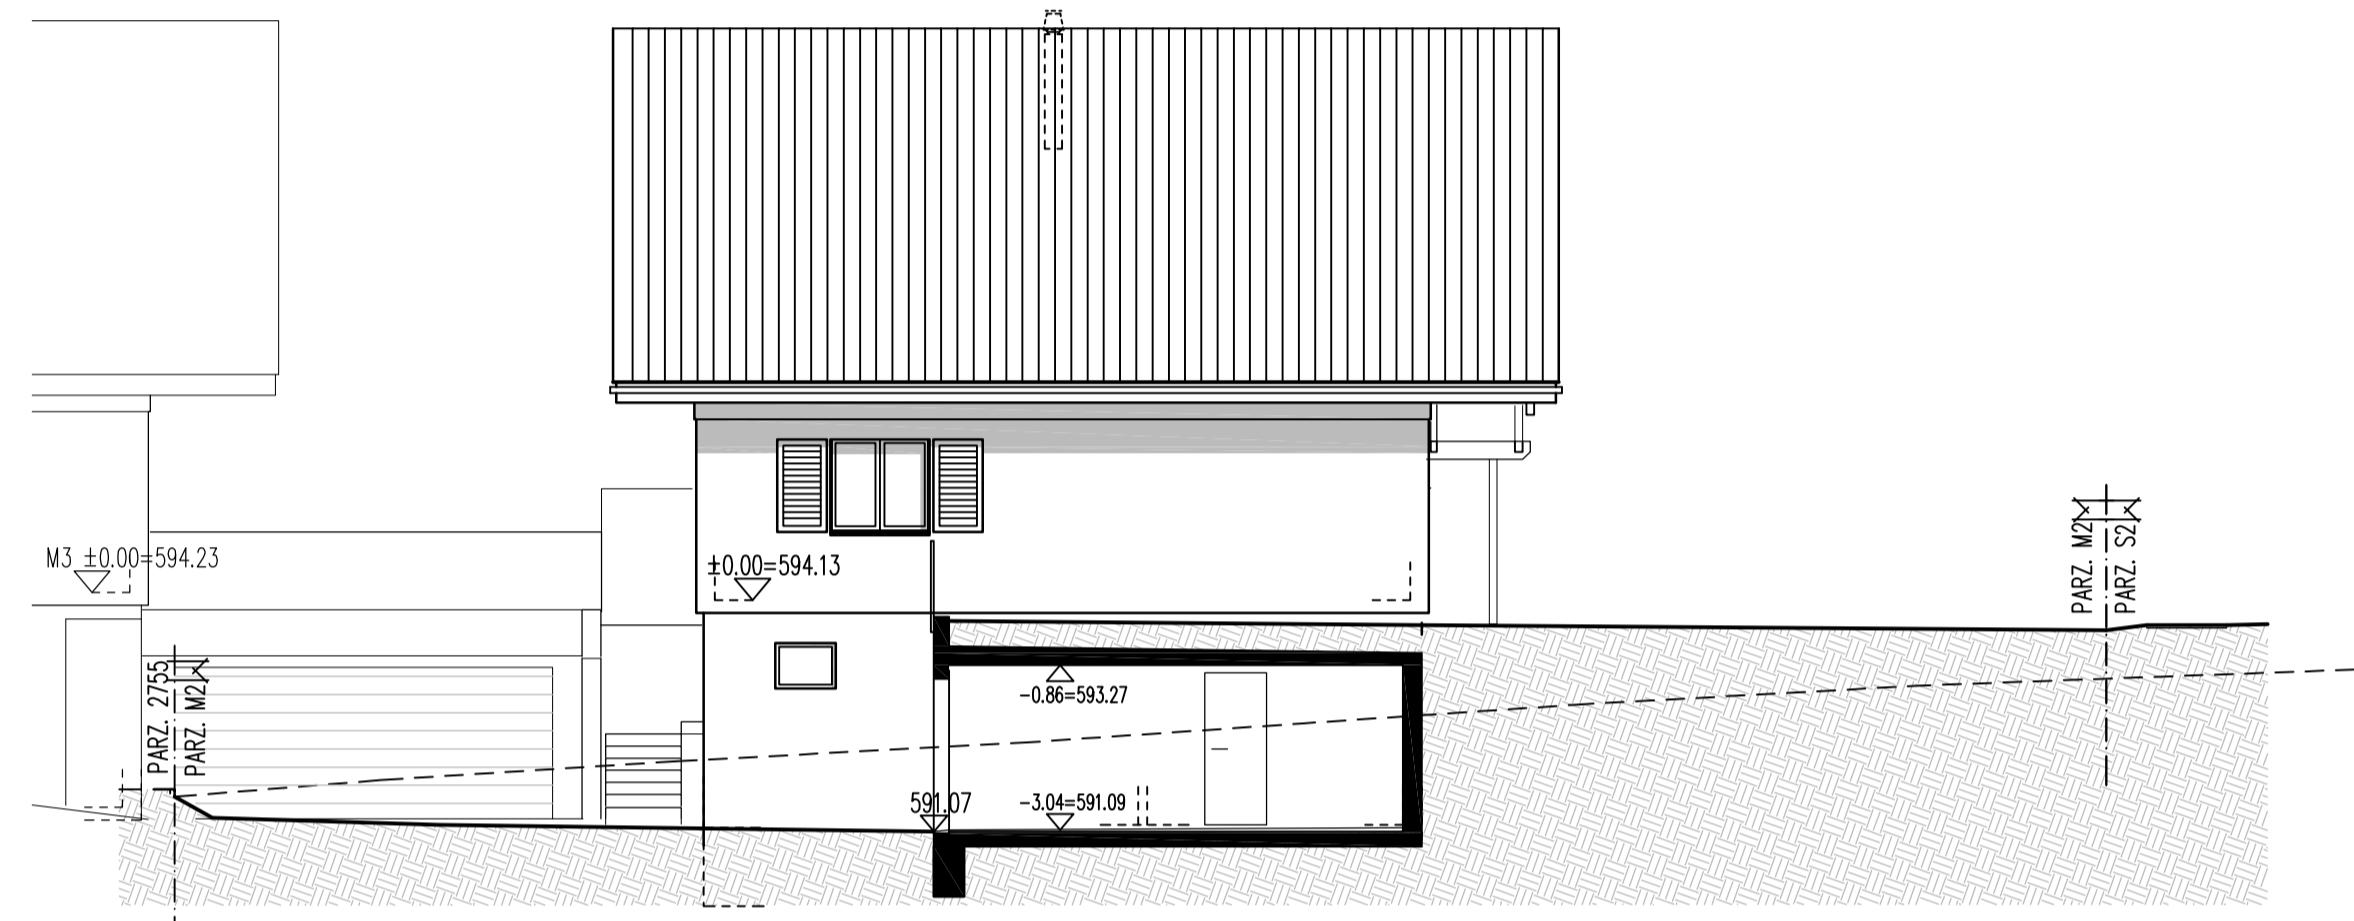 M3 ±0.00=594.23
±0.00=594.13
PARZ. M2
PARZ. S2
PARZ. 2755
PARZ. M2
-0.86=593.27
591.07
-3.04=591.09